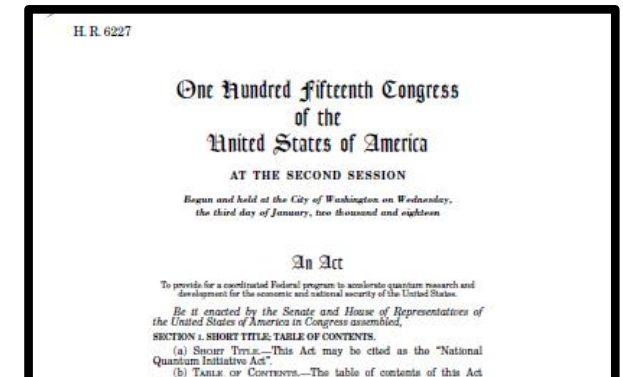 H. R. 6227
One Hundred Fifteenth Congress
of the
United States of America
AT THE SECOND SESSION
Begun and held at the City of Washington on Wednesday,
the third day of January, two thousand and eighteen
An Act
To provide for a coordinated Federal program to accelerate quantum research and
development for the economic and national security of the United States.
Be it enacted by the Senate and House of Representatives of
the United States of America in Congress assembled,
SECTION 1. SHORT TITLE; TABLE OF CONTENTS.
(a) SHORT TITLE.—This Act may be cited as the “National
Quantum Initiative Act”.
(b) TABLE OF CONTENTS.—The table of contents of this Act